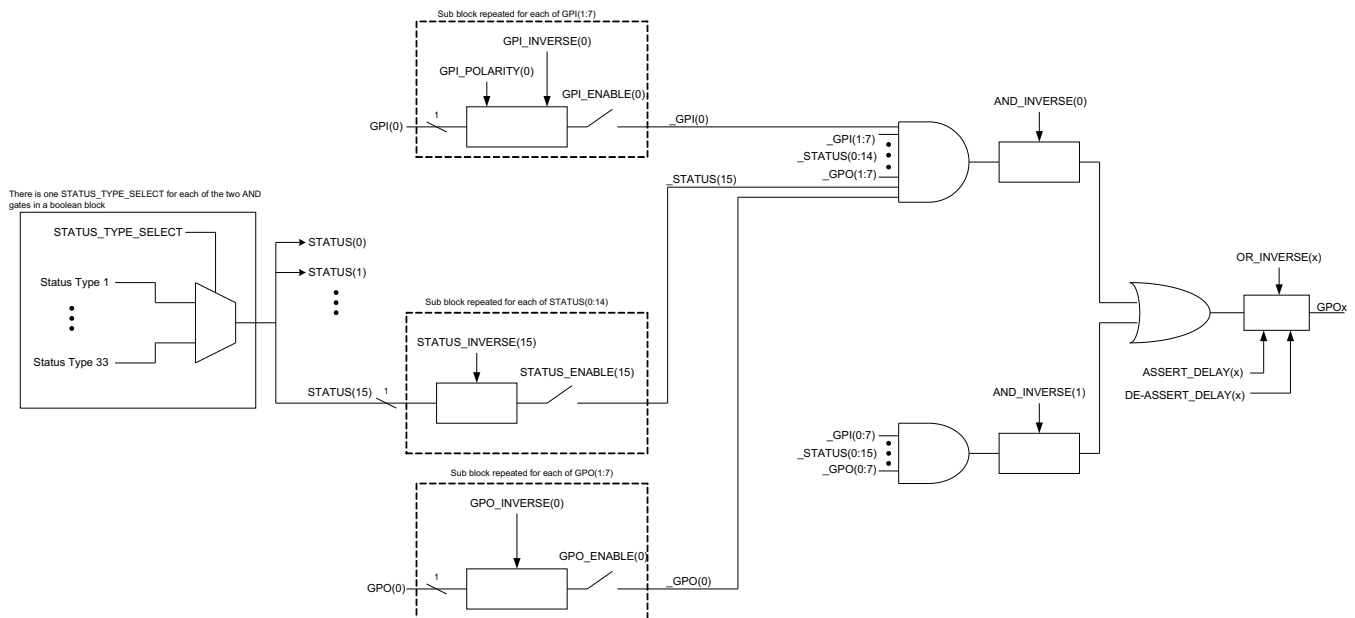 Sub block repeated for each of GPI(1:7)
GPI_INVERSE(0)
GPI_POLARITY(0)
GPI_ENABLE(0)
1
GPI(0)
_GPI(0)
AND_INVERSE(0)
_GPI(1:7)
_STATUS(0:14)
_GPO(1:7)
_STATUS(15)
There is one STATUS_TYPE_SELECT for each of the two AND
gates in a boolean block
STATUS_TYPE_SELECT
STATUS(0)
STATUS(1)
Status Type 1
Status Type 33
OR_INVERSE(x)
GPOx
ASSERT_DELAY(x)
DE-ASSERT_DELAY(x)
Sub block repeated for each of STATUS(0:14)
STATUS_INVERSE(15)
STATUS_ENABLE(15)
STATUS(15)
1
AND_INVERSE(1)
_GPI(0:7)
_STATUS(0:15)
_GPO(0:7)
Sub block repeated for each of GPO(1:7)
GPO_INVERSE(0)
GPO_ENABLE(0)
1
GPO(0)
_GPO(0)